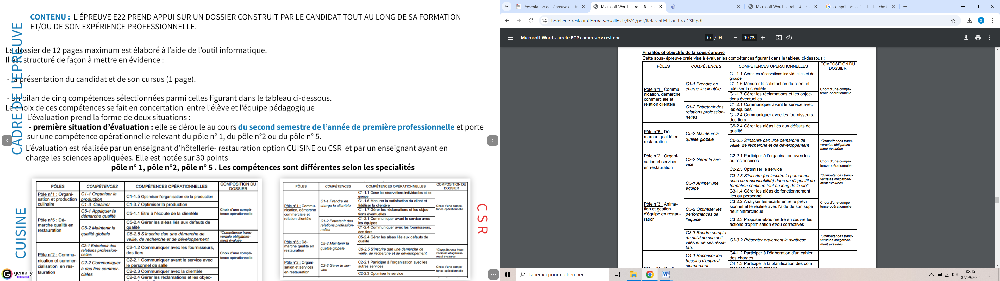 CADRE DE L'EPREUVE
CONTENU : L'ÉPREUVE E22 PREND APPUI SUR UN DOSSIER CONSTRUIT PAR LE CANDIDAT TOUT AU LONG DE SA FORMATION
ET/OU DE SON EXPÉRIENCE PROFESSIONNELLE.
Le dossier de 12 pages maximum est élaboré à l'aide de l'outil informatique.
Il est structuré de façon à mettre en évidence :
- la présentation du candidat et de son cursus (1 page).
- un bilan de cinq compétences sélectionnées parmi celles figurant dans le tableau ci-dessous.
Le choix de ces compétences se fait en concertation entre l'élève et l'équipe pédagogique
L'évaluation prend la forme de deux situations :
- première situation d'évaluation : elle se déroule au cours du second semestre de l'année de première professionnelle et porte
sur une compétence opérationnelle relevant du pôle n° 1, du pôle n°2 ou du pôle n° 5.
L'évaluation est réalisée par un enseignant d'hôtellerie- restauration option CUISINE ou CSR et par un enseignant ayant en
charge les sciences appliquées. Elle est notée sur 30 points
pôle n° 1, pôle n°2, pôle n° 5 . Les compétences sont différentes selon les specialités
CUISINE
PÔLES
COMPÉTENCES
COMPÉTENCES OPÉRATIONNELLES
COMPOSITION DU
DOSSIER
Pôle n°1 : Organi-
sation et production
culinaire
C1-1 Organiser la
production
C1-1.5 Optimiser l'organisation de la production
C1-3 Cuisiner
C1-3.7 Optimiser la production
Choix d'une compé-
tence opérationnelle
Pôle n°5 : Dé-
marche qualité en
restauration
C5-1 Appliquer la
démarche qualité
C5-1.1 Etre à l'écoute de la clientèle
C5-2 Maintenir la
qualité globale
C5-2.4 Gérer les aléas liés aux défauts de
qualité
C5-2.5 S'inscrire dan une démarche de
veille, de recherche et de développement
*Compétence trans-
versale obligatoire-
ment évaluée
Pôle n°2 : Commu-
nication et commer-
cialisation en res-
tauration
C2-1 Entretenir des
relations profession-
nelles
C2-1.2 Communiquer avec les fournisseurs,
des tiers
Choix d'une compé-
tence opérationnelle
C2-2 Communiquer
à des fins commer-
ciales
C2-2.1 Communiquer avant le service avec
le personnel de salle
C2-2.3 Communiquer avec la clientèle
C2-2.4 Gérer les réclamations et les objec-
genially
EDUCATION
CSR
PÔLES
COMPÉTENCES
COMPÉTENCES OPÉRATIONNELLES
COMPOSITION DU
DOSSIER
Pôle n°1 : Commu-
nication, démarche
commerciale et
relation clientèle
C1-1 Prendre en
charge la clientèle
C1-1.1 Gérer les réservations individuelles et de
groupe
C1-1.6 Mesurer la satisfaction du client et
fidéliser la clientèle
C1-1.7 Gérer les réclamations et les objec-
tions éventuelles
Choix d'une compé-
tence opérationnelle
C1-2 Entretenir des
relations profession-
nelles
C1-2.1 Communiquer avant le service avec
les équipes
C1-2.4 Communiquer avec les fournisseurs,
des tiers
Pôle n°5 : Dé-
marche qualité en
restauration
C5-2 Maintenir la
qualité globale
C5-2.4 Gérer les aléas liés aux défauts de
qualité
C5-2.5 S'inscrire dan une démarche de
veille, de recherche et de développement
*Compétences trans-
versales obligatoire-
ment évaluées
Pôle n°2 : Organi-
sation et services
en restauration
C2-2 Gérer le ser-
vice
C2-2.1 Participer à l'organisation avec les
autres services
C2-2.3 Optimiser le service
Choix d'une compé-
tence opérationnelle
Présentation de l'épreuve de d
Microsoft Word - arrete BCP co
.
Microsoft Word - arrete BCP co
compétences e22 - Recherche
hotellerie-restauration.ac-versailles.fr/IMG/pdf/Referentiel_Bac_Pro_CSR.pdf
G
Microsoft Word - arrete BCP comm serv rest.doc
67 / 94
100%
Finalités et objectifs de la sous-épreuve
Cette sous- épreuve orale vise à évaluer les compétences figurant dans le tableau ci-dessous :
PÔLES
COMPÉTENCES
COMPÉTENCES OPÉRATIONNELLES
COMPOSITION DU
DOSSIER
Pôle n°1 : Commu-
nication, démarche
commerciale et
relation clientèle
C1-1 Prendre en
charge la clientèle
C1-1.1 Gérer les réservations individuelles et de
groupe
C1-1.6 Mesurer la satisfaction du client et
fidéliser la clientèle
C1-1.7 Gérer les réclamations et les objec-
tions éventuelles
Choix d'une compé-
tence opérationnelle
C1-2 Entretenir des
relations profession-
nelles
C1-2.1 Communiquer avant le service avec
les équipes
C1-2.4 Communiquer avec les fournisseurs,
des tiers
Pôle n°5 : Dé-
marche qualité en
restauration
C5-2 Maintenir la
qualité globale
C5-2.4 Gérer les aléas liés aux défauts de
qualité
C5-2.5 S'inscrire dan une démarche de
veille, de recherche et de développement
*Compétences trans-
versales obligatoire-
ment évaluées
Pôle n°2 : Organi-
sation et services
en restauration
C2-2 Gérer le ser-
vice
C2-2.1 Participer à l'organisation avec les
autres services
C2-2.3 Optimiser le service
Choix d'une compé-
tence opérationnelle
Pôle n°3 : Anima-
tion et gestion
d'équipe en restau-
ration
C3-1 Animer une
équipe
C3-1.3 S'inscrire (ou inscrire le personnel
sous sa responsabilité) dans un dispositif de
formation continue tout au long de la vie*
*Compétences trans-
versales obligatoire-
ment évaluées
C3-1.4 Gérer les aléas de fonctionnement
liés au personnel
C3-2 Optimiser les
performances de
l'équipe
C3-2.2 Analyser les écarts entre le prévi-
sionnel et le réalisé avec l'aide de son supé-
rieur hiérarchique
C3-2.3 Proposer et/ou mettre en œuvre les
actions d'optimisation et/ou correctives
Choix d'une compé-
tence opérationnelle
C3-3 Rendre compte
du suivi de ses acti-
vités et de ses résul-
tats
C3-3.2 Présenter oralement la synthèse
*Compétences trans-
versales obligatoire-
ment évaluées
C4-1 Recenser les
besoins d'approvi-
sionnement
C4-1.2 Participer à l'élaboration d'un cahier
des charges
C4-1.3 Participer à la planification des com-
Taper ici pour rechercher
08:15
07/09/2024